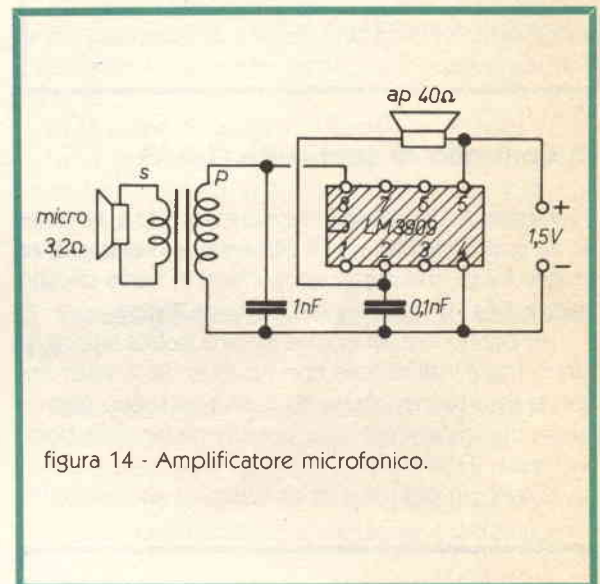 ap 40Ω
s
p
micro
3,2Ω
8 7 6 5
LM3909
1 2 3 4
+
1,5V
-
1nF
0,1nF
figura 14 - Amplificatore microfonico.